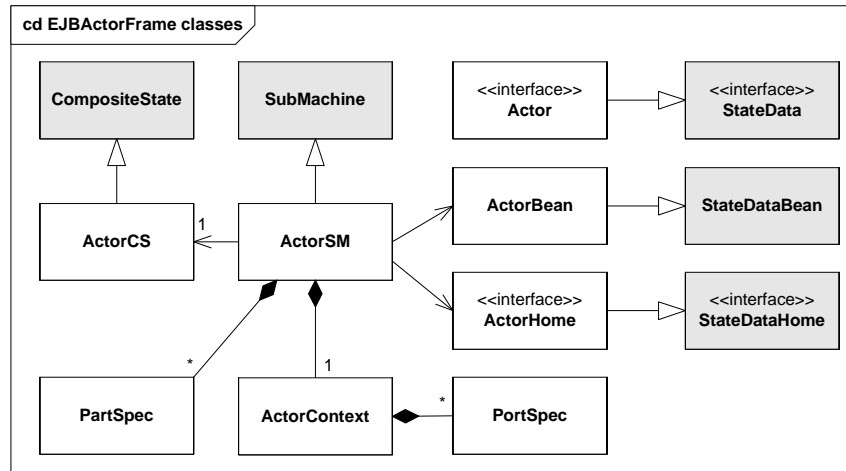 cd EJBActorFrame classes
CompositeState
SubMachine
<<interface>>
Actor
<<interface>>
StateData
ActorCS
1
ActorSM
ActorBean
StateDataBean
<<interface>>
ActorHome
<<interface>>
StateDataHome
*
1
PartSpec
ActorContext
*
PortSpec